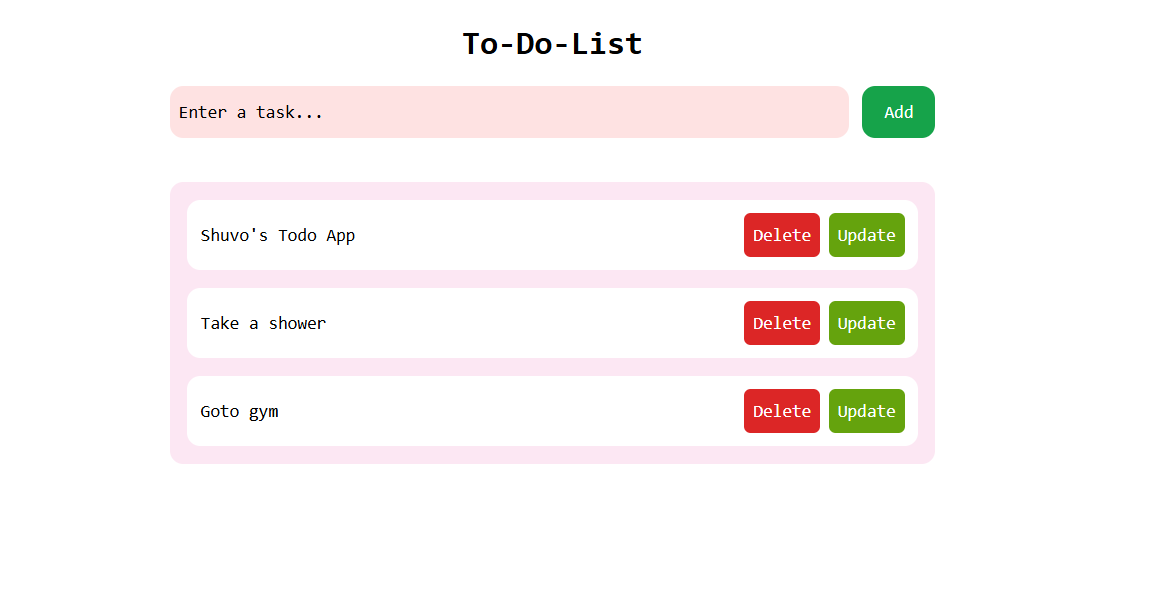 To-Do-List
Enter a task... Add
Shuvo's Todo App Delete Update
Take a shower Delete Update
Goto gym Delete Update